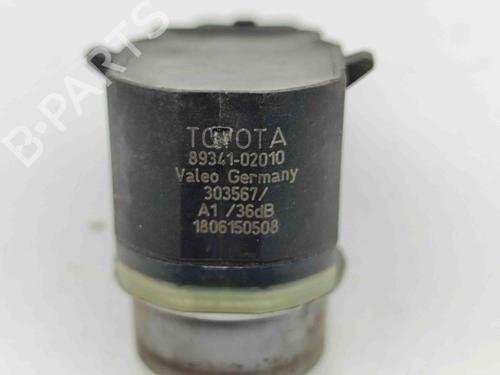 B-PARTS
TOYOTA
89341-02010
Valeo Germany
303567/
A1 /36dB
1806150508